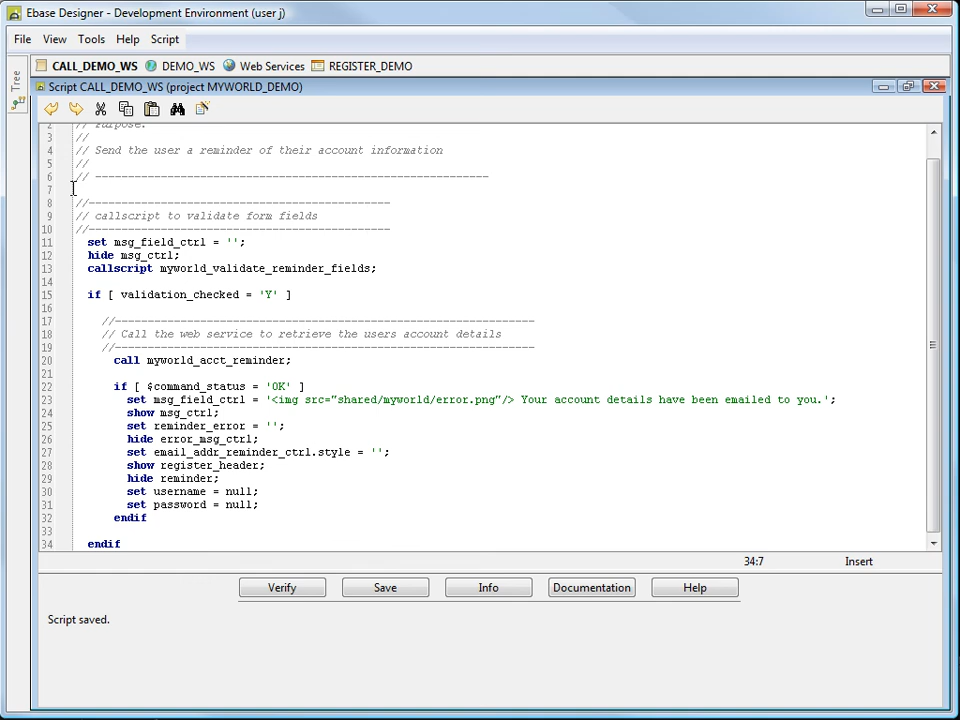 Ebase Designer - Development Environment (user j)
File View Tools Help Script
CALL_DEMO_WS DEMO_WS Web Services REGISTER_DEMO
Tree
Script CALL_DEMO_WS (project MYWORLD_DEMO)
2 // Purpose:
3 //
4 // Send the user a reminder of their account information
5 //
6 // ------------------------------------------------------------
7
8 //------------------------------------------------
9 // callscript to validate form fields
10 //------------------------------------------------
11 set msg_field_ctrl = '';
12 hide msg_ctrl;
13 callscript myworld_validate_reminder_fields;
14
15 if [ validation_checked = 'Y' ]
16
17 //----------------------------------------------------------------
18 // Call the web service to retrieve the users account details
19 //----------------------------------------------------------------
20 call myworld_acct_reminder;
21
22 if [ $command_status = 'OK' ]
23 set msg_field_ctrl = '<img src="shared/myworld/error.png"/> Your account details have been emailed to you.';
24 show msg_ctrl;
25 set reminder_error = '';
26 hide error_msg_ctrl;
27 set email_addr_reminder_ctrl.style = '';
28 show register_header;
29 hide reminder;
30 set username = null;
31 set password = null;
32 endif
33
34 endif
34:7 Insert
Verify Save Info Documentation Help
Script saved.